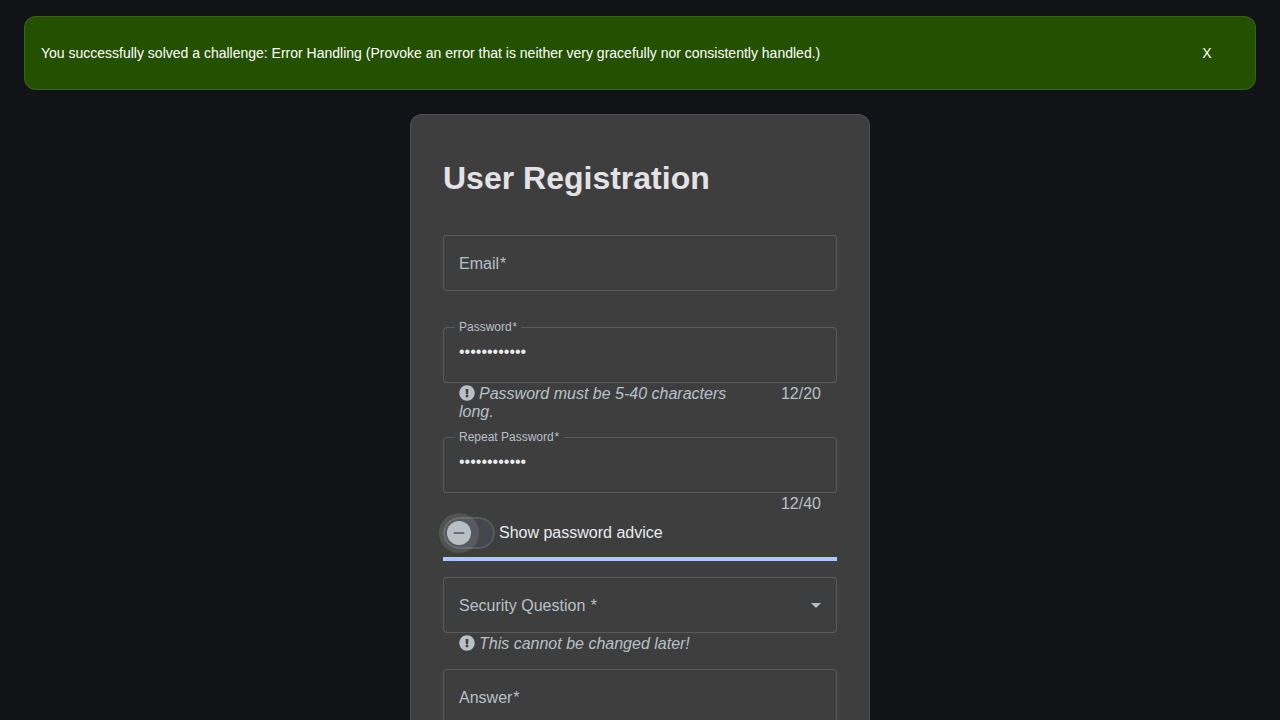 You successfully solved a challenge: Error Handling (Provoke an error that is neither very gracefully nor consistently handled.)
X
User Registration
Email*
Password*
••••••••••••
Password must be 5-40 characters
long.
12/20
Repeat Password*
••••••••••••
12/40
Show password advice
Security Question *
This cannot be changed later!
Answer*